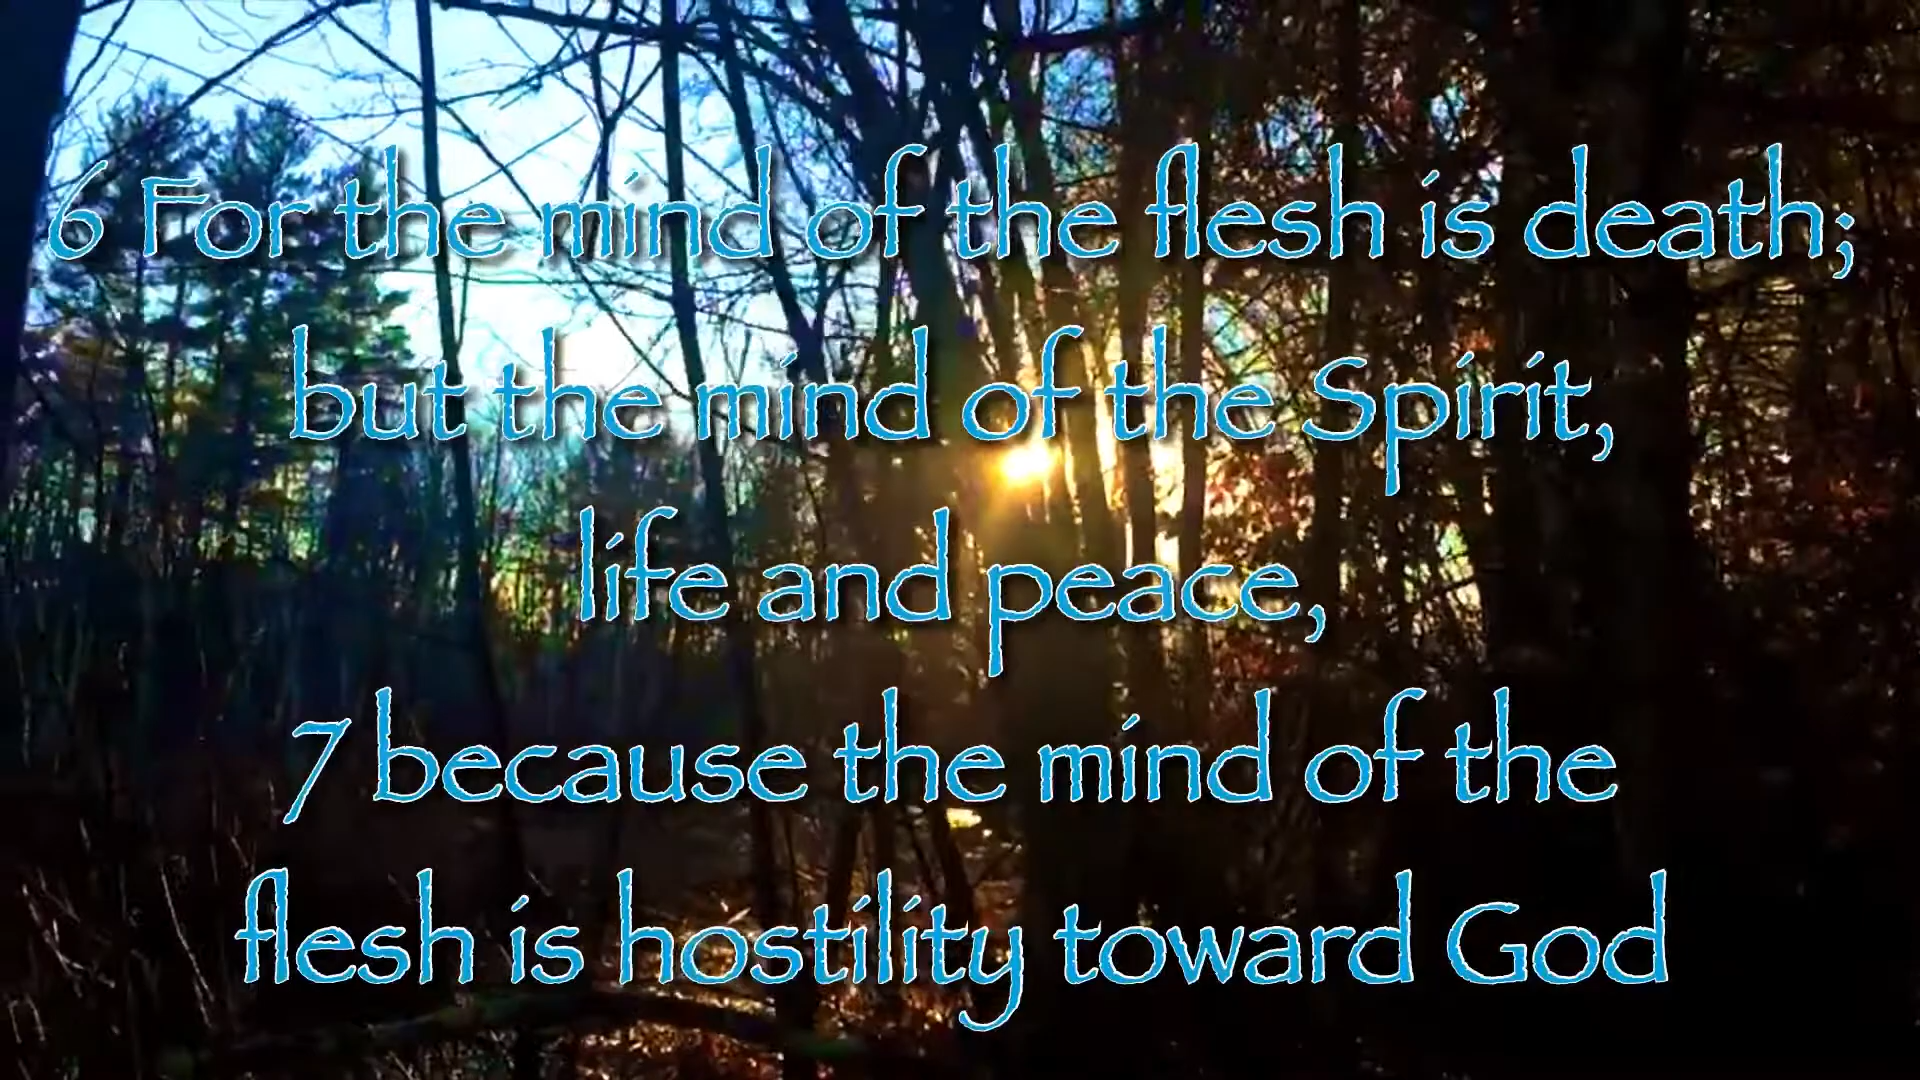 6 For the mind of the flesh is death;
but the mind of the Spirit,
life and peace,
7 because the mind of the
flesh is hostility toward God